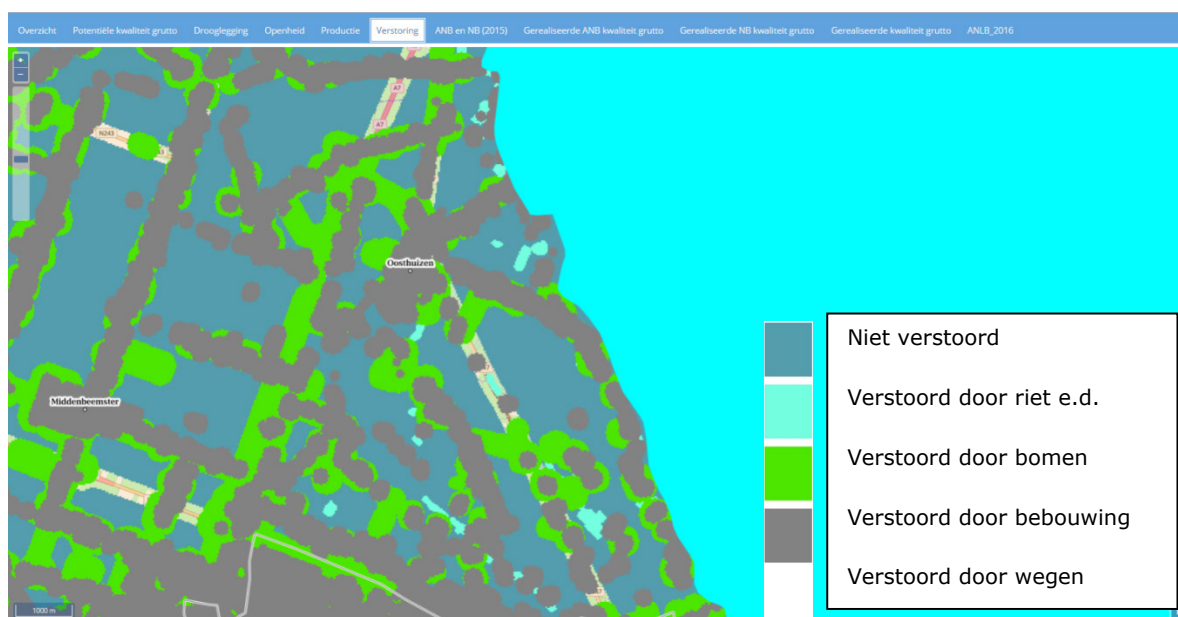 Overzicht Potentiële kwaliteit grutto Drooglegging Openheid Productie Verstoring ANB en NB (2015) Gerealiseerde ANB kwaliteit grutto Gerealiseerde NB kwaliteit grutto Gerealiseerde kwaliteit grutto ANLB_2016
+
−
A7
A7
N243
Oosthuizen
Middenbeemster
Niet verstoord
Verstoord door riet e.d.
Verstoord door bomen
Verstoord door bebouwing
Verstoord door wegen
1000 m